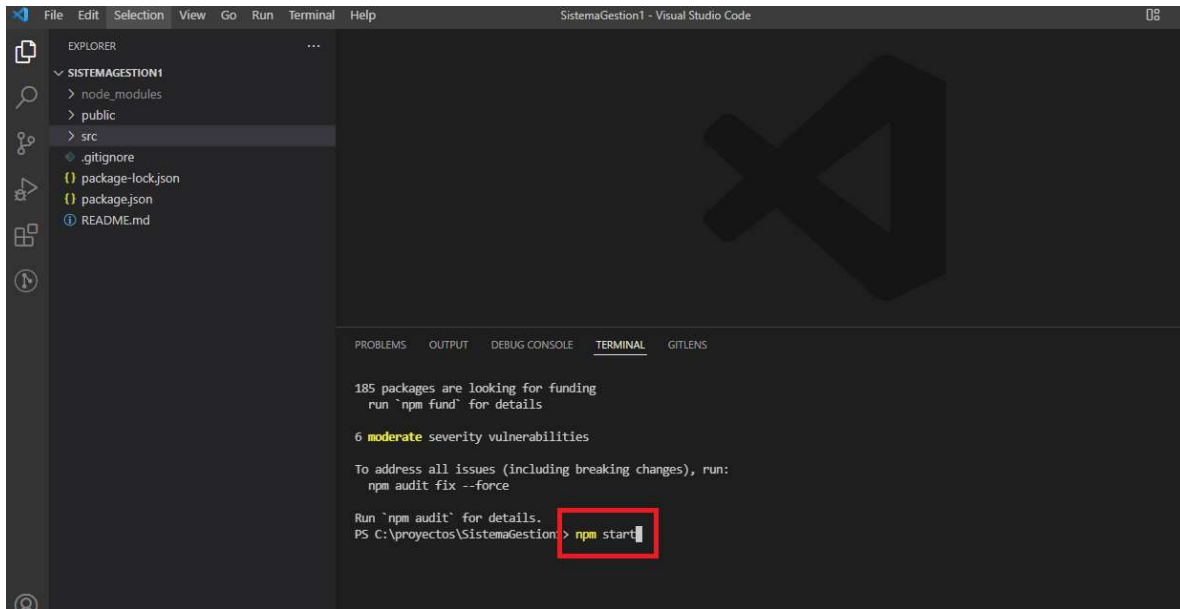 File Edit Selection View Go Run Terminal Help SistemaGestion1 - Visual Studio Code
EXPLORER ...
SISTEMAGESTION1
node_modules
public
src
.gitignore
{} package-lock.json
{} package.json
README.md
PROBLEMS OUTPUT DEBUG CONSOLE TERMINAL GITLENS
185 packages are looking for funding
run `npm fund` for details
6 moderate severity vulnerabilities
To address all issues (including breaking changes), run:
npm audit fix --force
Run `npm audit` for details.
PS C:\proyectos\SistemaGestion1> npm start